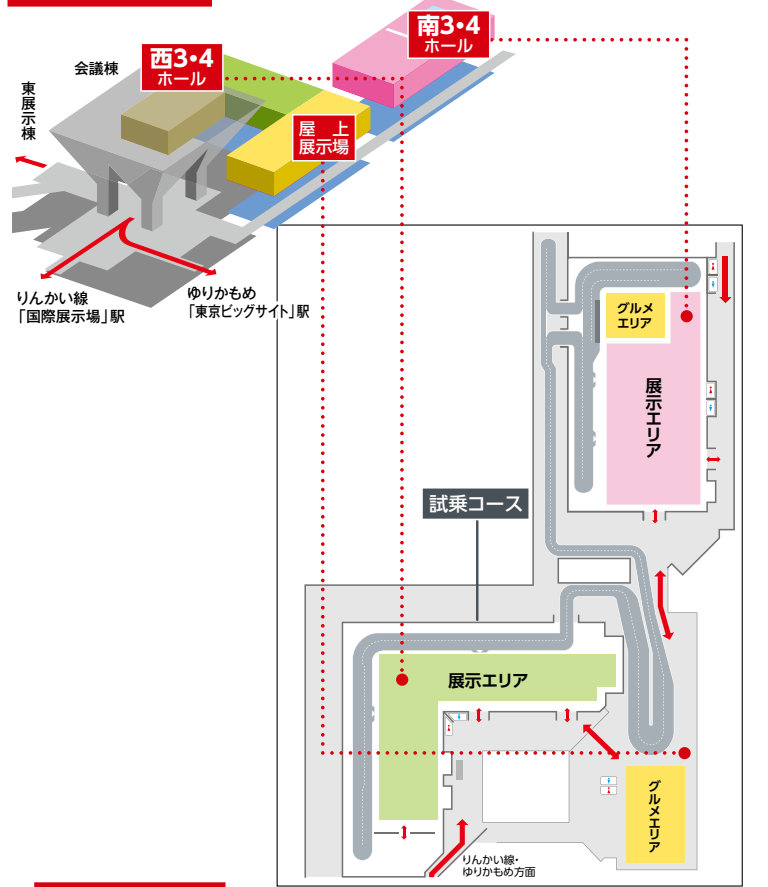 南3・4
ホール
西3・4
ホール
会議棟
東展示棟
屋 上
展示場
りんかい線
「国際展示場」駅
ゆりかもめ
「東京ビッグサイト」駅
グルメ
エリア
展示エリア
試乗コース
展示エリア
グルメエリア
りんかい線・
ゆりかもめ方面